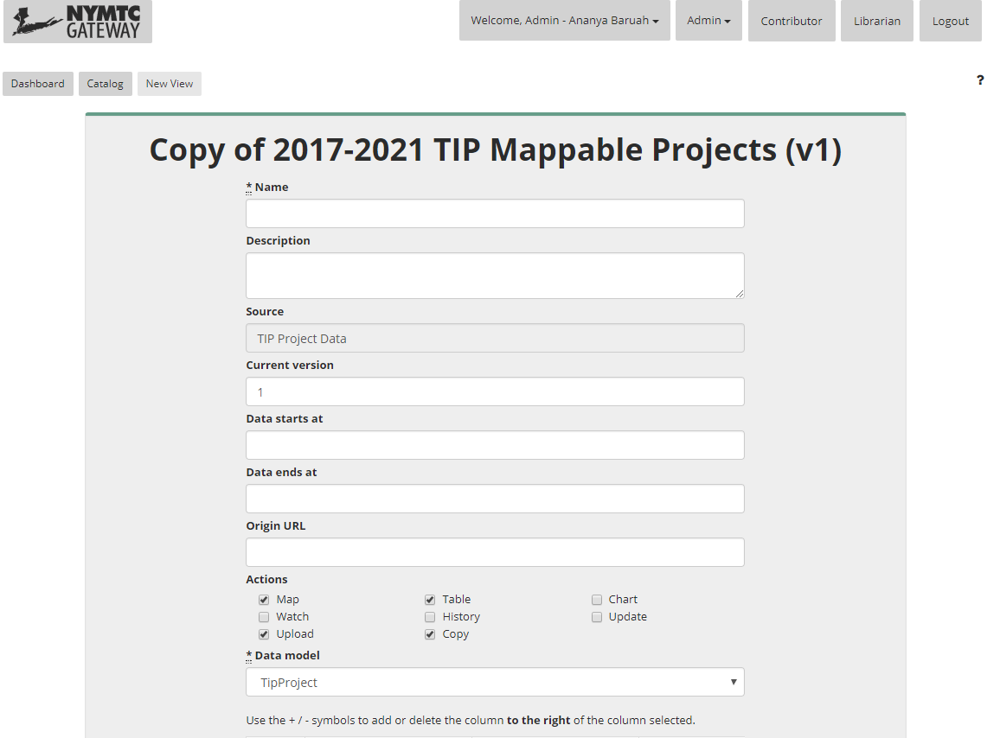 NYMTC
GATEWAY
Welcome, Admin - Ananya Baruah
Admin
Contributor
Librarian
Logout
Dashboard
Catalog
New View
?
Copy of 2017-2021 TIP Mappable Projects (v1)
* Name
Description
Source
TIP Project Data
Current version
1
Data starts at
Data ends at
Origin URL
Actions
Map
Table
Chart
Watch
History
Update
Upload
Copy
* Data model
TipProject
Use the + / - symbols to add or delete the column to the right of the column selected.